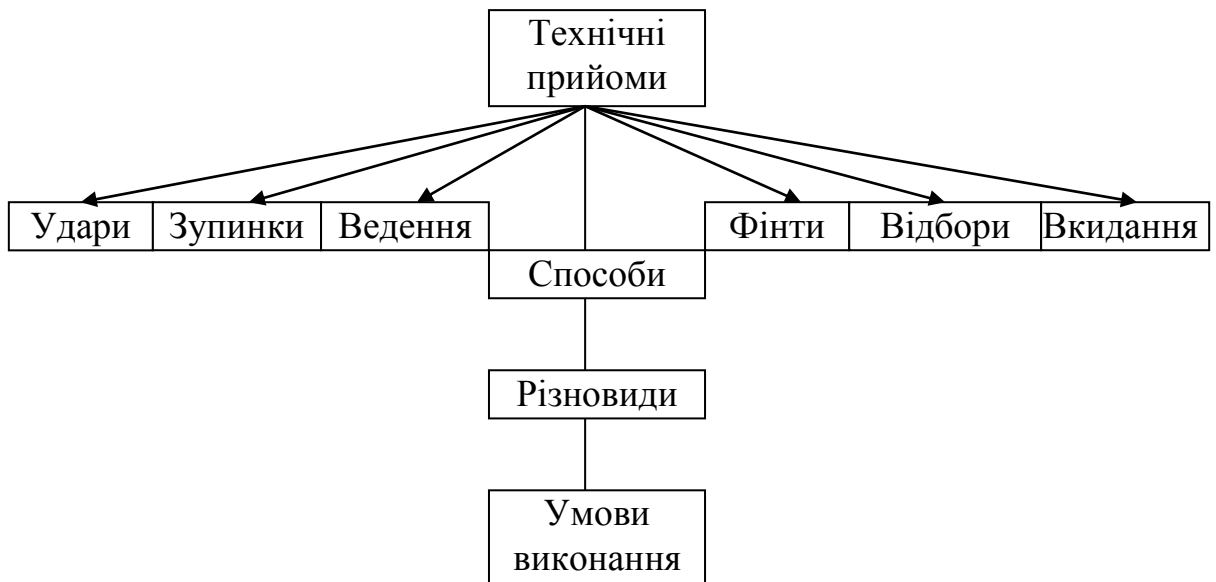 Технічні
прийоми
Удари Зупинки Ведення Фінти Відбори Вкидання
Способи
Різновиди
Умови
виконання